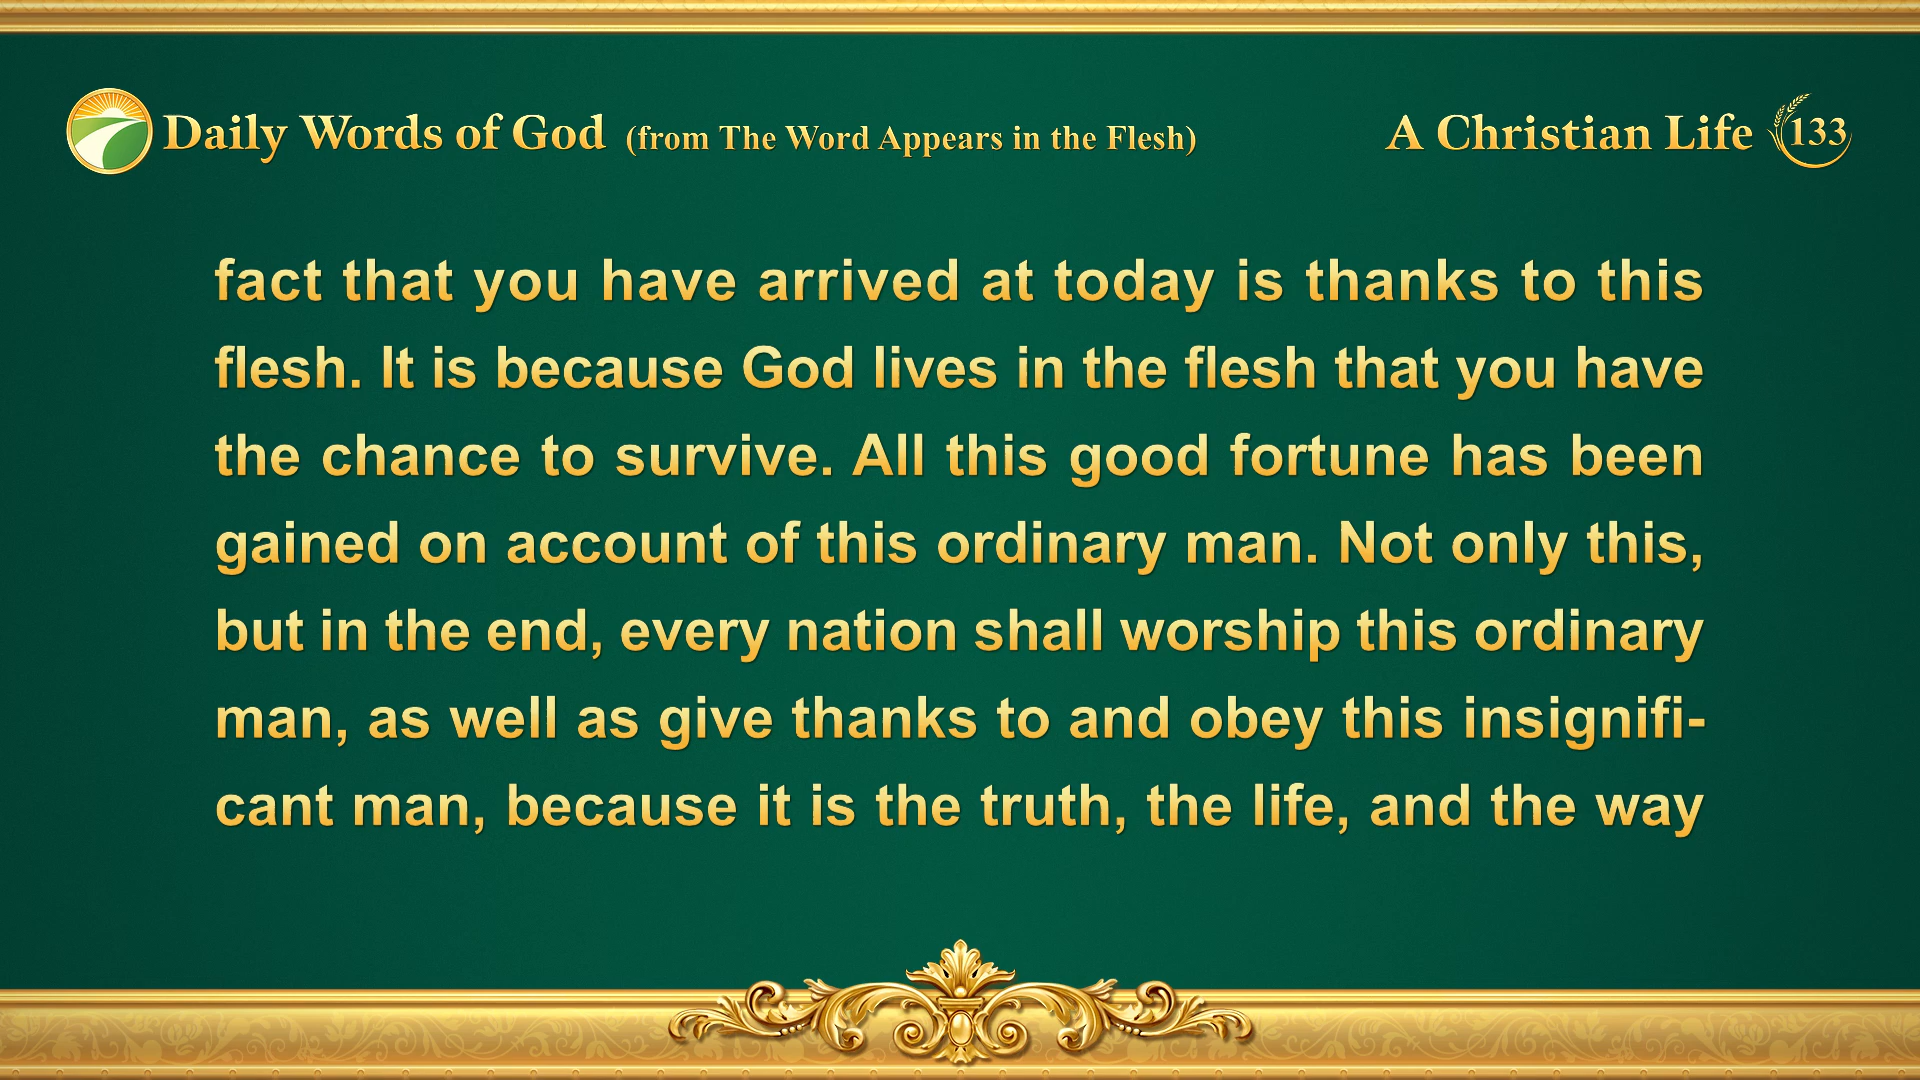 Daily Words of God (from The Word Appears in the Flesh)
A Christian Life 133
fact that you have arrived at today is thanks to this
flesh. It is because God lives in the flesh that you have
the chance to survive. All this good fortune has been
gained on account of this ordinary man. Not only this,
but in the end, every nation shall worship this ordinary
man, as well as give thanks to and obey this insignifi-
cant man, because it is the truth, the life, and the way